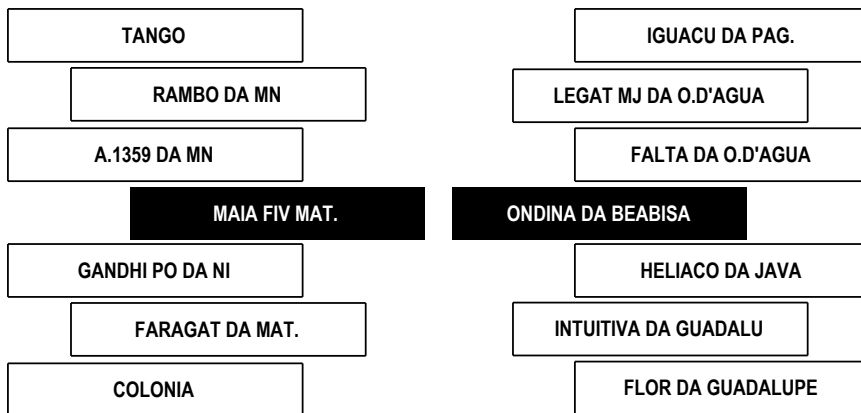 TANGO
IGUACU DA PAG.
RAMBO DA MN
LEGAT MJ DA O.D'AGUA
A.1359 DA MN
FALTA DA O.D'AGUA
MAIA FIV MAT.
ONDINA DA BEABISA
GANDHI PO DA NI
HELIACO DA JAVA
FARAGAT DA MAT.
INTUITIVA DA GUADALU
COLONIA
FLOR DA GUADALUPE